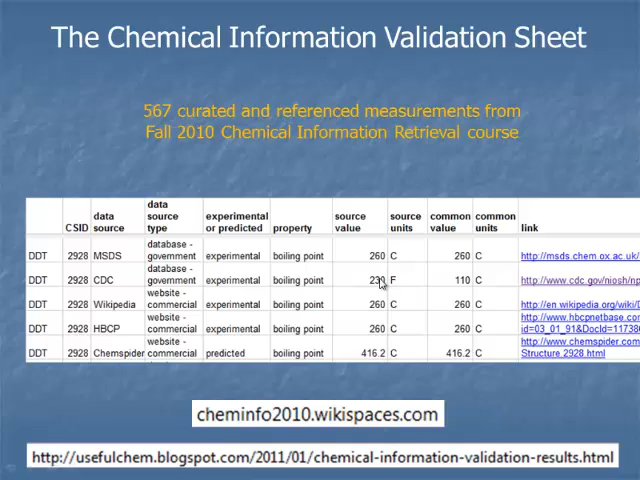 The Chemical Information Validation Sheet
567 curated and referenced measurements from
Fall 2010 Chemical Information Retrieval course
CSID data source data source type experimental or predicted property source value source units common value common units link
DDT 2928 MSDS database - government experimental boiling point 260 C 260 C http://msds.chem.ox.ac.uk/
DDT 2928 CDC database - government experimental boiling point 230 F 110 C http://www.cdc.gov/niosh/np
DDT 2928 Wikipedia website - commercial experimental boiling point 260 C 260 C http://en.wikipedia.org/wiki/D
DDT 2928 HBCP website - commercial experimental boiling point 260 C 260 C http://www.hbcpnetbase.com id=03_01_91&DocId=11736
DDT 2928 Chemspider website - commercial predicted boiling point 416.2 C 416.2 C http://www.chemspider.com Structure.2928.html
cheminfo2010.wikispaces.com
http://usefulchem.blogspot.com/2011/01/chemical-information-validation-results.html